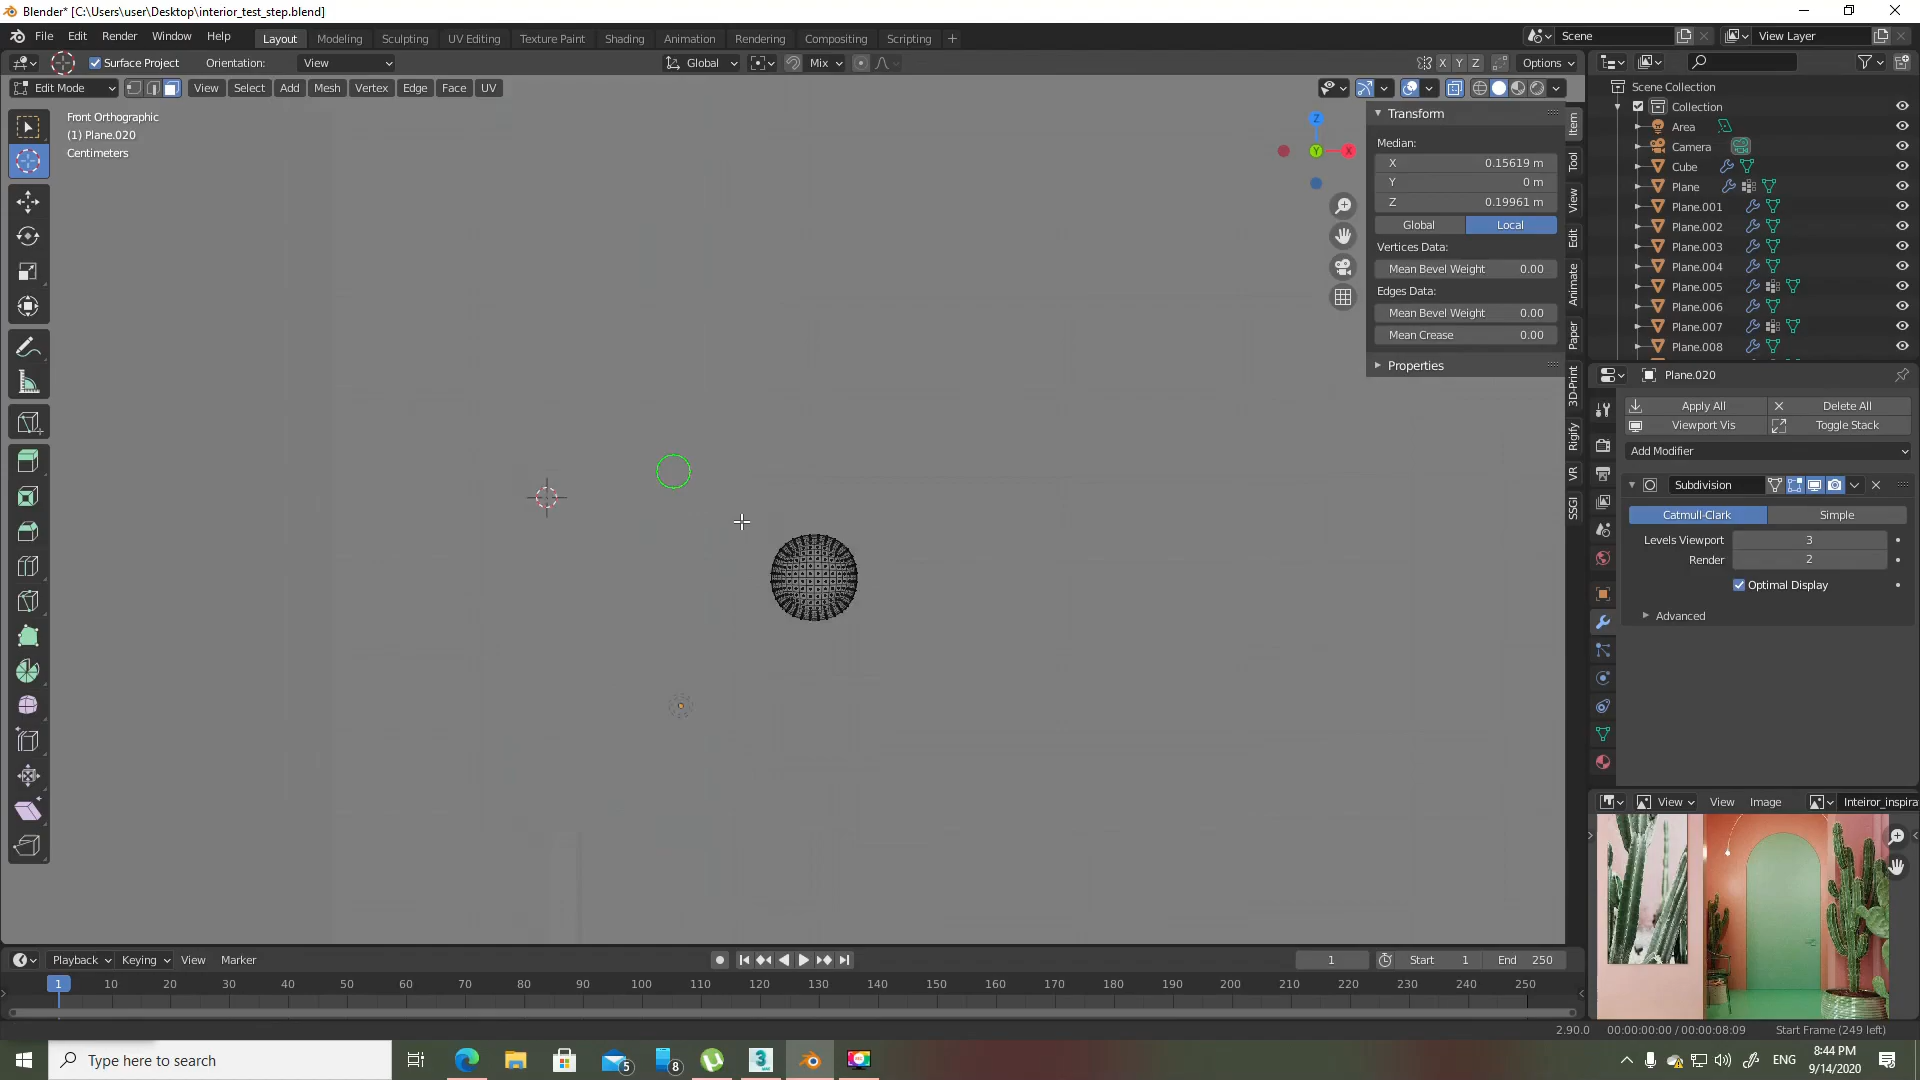 Blender* [C:\Users\user\Desktop\interior_test_step.blend]
File Edit Render Window Help
Layout Modeling Sculpting UV Editing Texture Paint Shading Animation Rendering Compositing Scripting
Scene View Layer
Surface Project Orientation: View Global Mix X Y Z Options
Edit Mode View Select Add Mesh Vertex Edge Face UV
Front Orthographic
(1) Plane.020
Centimeters
Z
Y
X
Transform
Median:
X 0.15619 m
Y 0 m
Z 0.19961 m
Global Local
Vertices Data:
Mean Bevel Weight 0.00
Edges Data:
Mean Bevel Weight 0.00
Mean Crease 0.00
Properties
Item
Tool
View
Edit
Animate
Paper
3D-Print
Rigify
VR
SSGI
Scene Collection
Collection
Area
Camera
Cube
Plane
Plane.001
Plane.002
Plane.003
Plane.004
Plane.005
Plane.006
Plane.007
Plane.008
Plane.020
Apply All Delete All
Viewport Vis Toggle Stack
Add Modifier
Subdivision
Catmull-Clark Simple
Levels Viewport 3
Render 2
Optimal Display
Advanced
View View Image Inteiror_inspira
Playback Keying View Marker
1 Start 1 End 250
1 10 20 30 40 50 60 70 80 90 100 110 120 130 140 150 160 170 180 190 200 210 220 230 240 250
2.90.0 00:00:00:00 / 00:00:08:09 Start Frame (249 left)
Type here to search
5
8
3
ENG
8:44 PM
9/14/2020